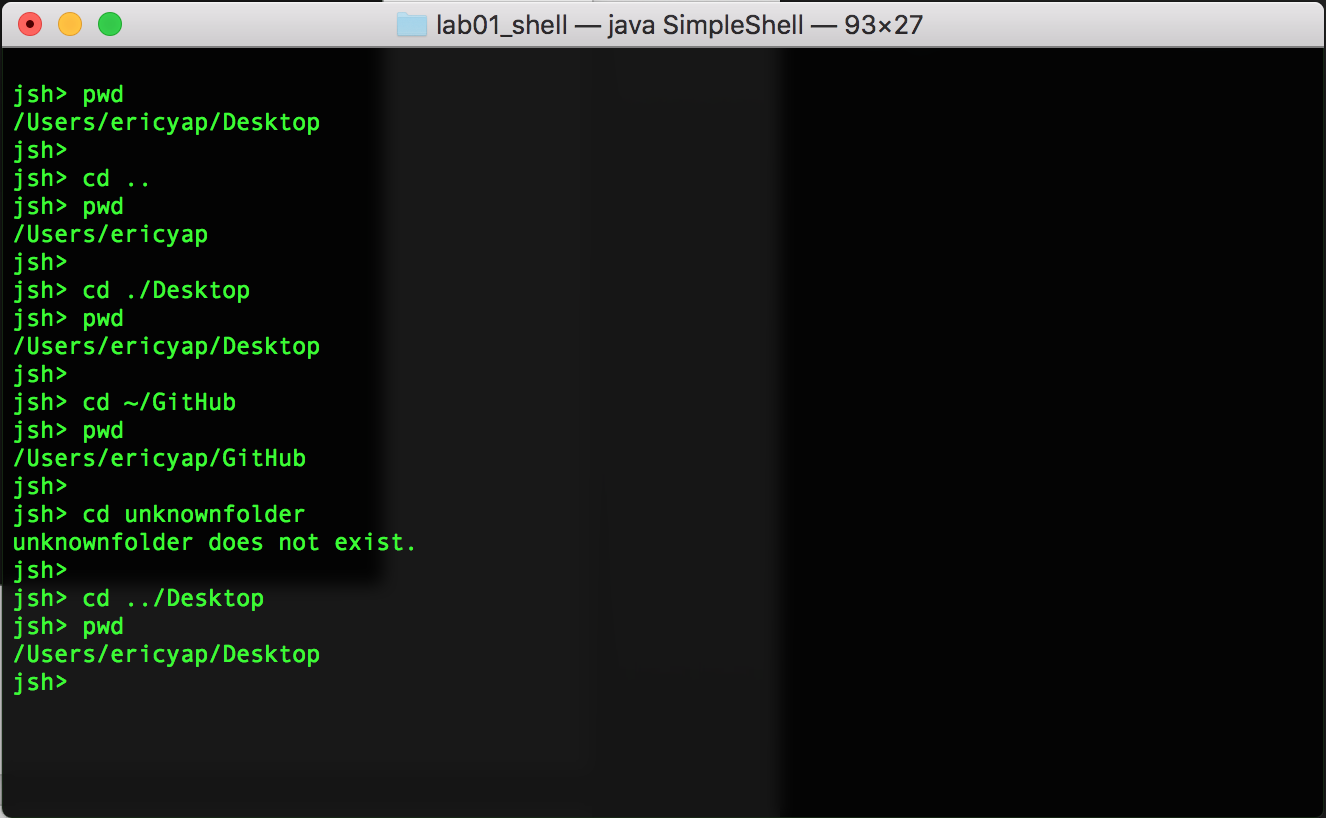 lab01_shell — java SimpleShell — 93×27
jsh> pwd
/Users/ericyap/Desktop
jsh>
jsh> cd ..
jsh> pwd
/Users/ericyap
jsh>
jsh> cd ./Desktop
jsh> pwd
/Users/ericyap/Desktop
jsh>
jsh> cd ~/GitHub
jsh> pwd
/Users/ericyap/GitHub
jsh>
jsh> cd unknownfolder
unknownfolder does not exist.
jsh>
jsh> cd ../Desktop
jsh> pwd
/Users/ericyap/Desktop
jsh>